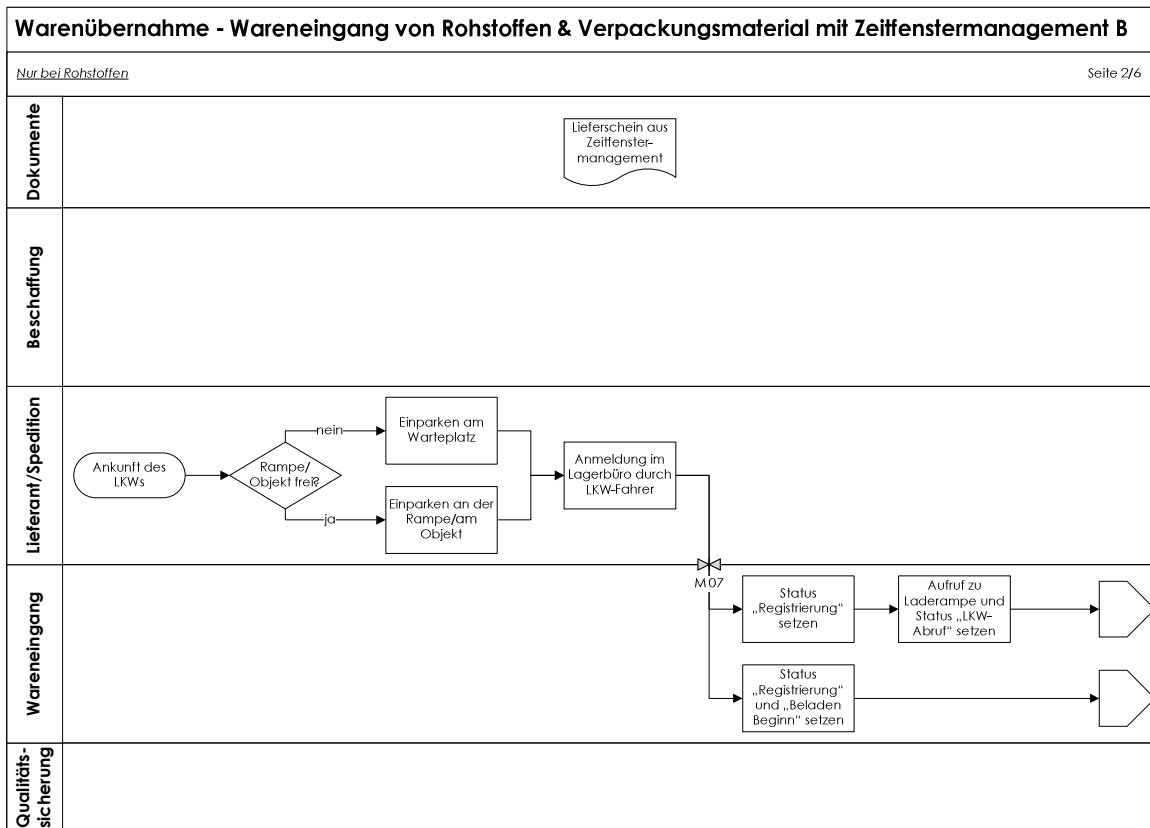 Warenübernahme - Wareneingang von Rohstoffen & Verpackungsmaterial mit Zeitfenstermanagement B
Nur bei Rohstoffen
Seite 2/6
Dokumente
Lieferschein aus
Zeitfenster-
management
Beschaffung
Lieferant/Spedition
Ankunft des
LKWs
Rampe/
Objekt frei?
nein
ja
Einparken am
Warteplatz
Einparken an der
Rampe/am
Objekt
Anmeldung im
Lagerbüro durch
LKW-Fahrer
M07
Wareneingang
Status
„Registrierung“
setzen
Aufruf zu
Laderampe und
Status „LKW-
Abruf“ setzen
Status
„Registrierung“
und „Beladen
Beginn“ setzen
Qualitäts-
sicherung